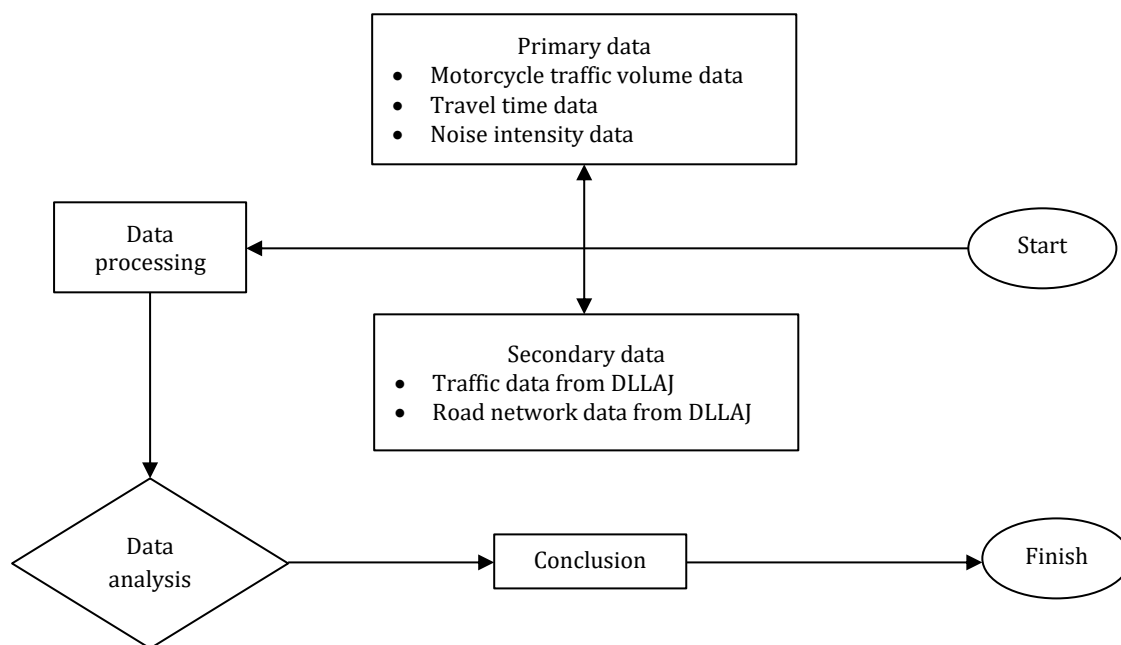 Primary data
• Motorcycle traffic volume data
• Travel time data
• Noise intensity data
Data
processing
Start
Secondary data
• Traffic data from DLLAJ
• Road network data from DLLAJ
Data
analysis
Conclusion
Finish